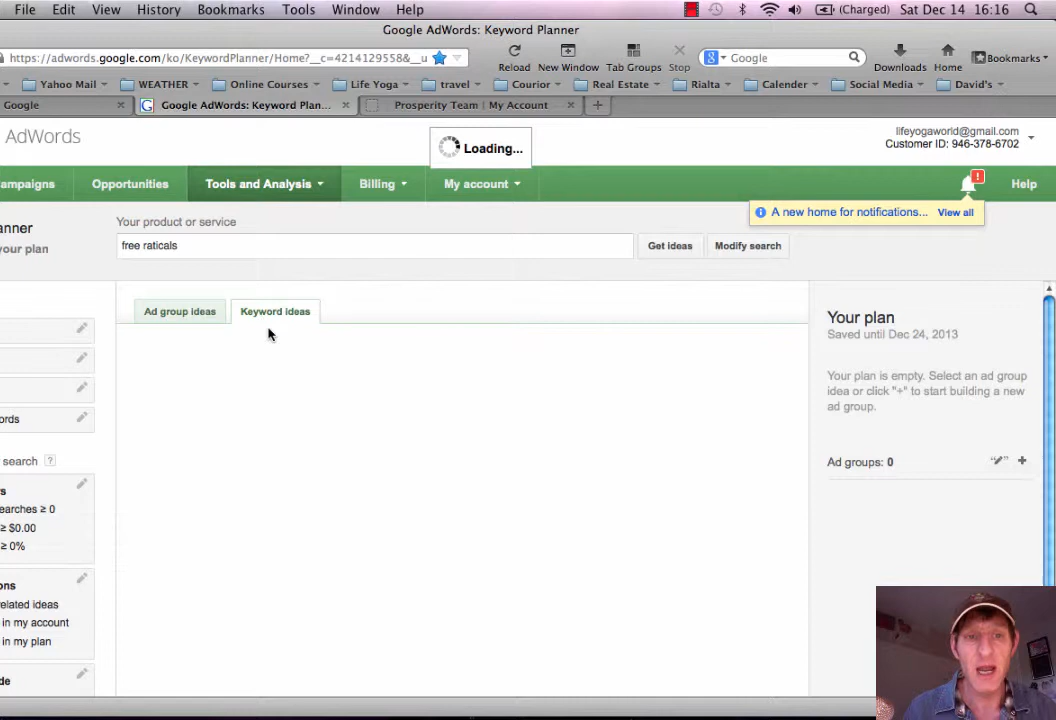 File Edit View History Bookmarks Tools Window Help (Charged) Sat Dec 14 16:16
Google AdWords: Keyword Planner
https://adwords.google.com/ko/KeywordPlanner/Home?__c=4214129558&__u
Google
Reload New Window Tab Groups Stop Downloads Home Bookmarks
Yahoo Mail WEATHER Online Courses Life Yoga travel Courior Real Estate Rialta Calender Social Media David's
Google Google AdWords: Keyword Plan... Prosperity Team | My Account
AdWords
Loading...
lifeyogaworld@gmail.com
Customer ID: 946-378-6702
ampaigns Opportunities Tools and Analysis Billing My account ! Help
A new home for notifications... View all
anner
your plan
Your product or service
free raticals
Get ideas Modify search
Ad group ideas Keyword ideas
Your plan
Saved until Dec 24, 2013
Your plan is empty. Select an ad group
idea or click "+" to start building a new
ad group.
Ad groups: 0
ords
search ?
rs
earches ≥ 0
≥ $0.00
≥ 0%
ons
elated ideas
in my account
in my plan
de